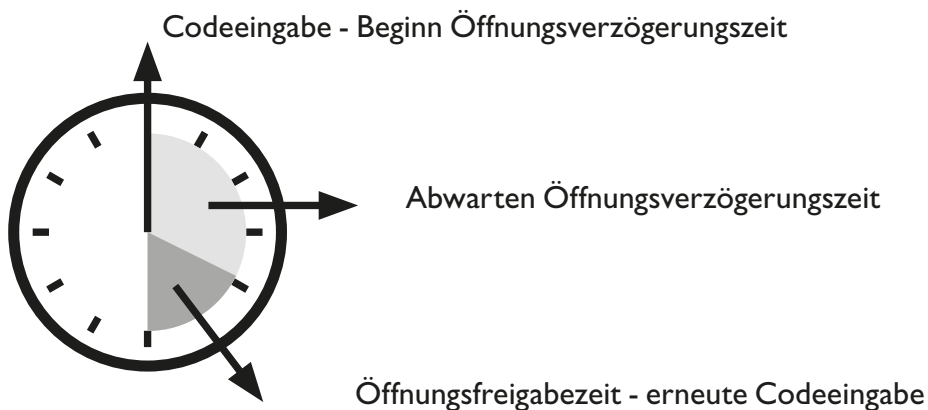 Codeeingabe - Beginn Öffnungsverzögerungszeit
Abwarten Öffnungsverzögerungszeit
Öffnungsfreigabezeit - erneute Codeeingabe